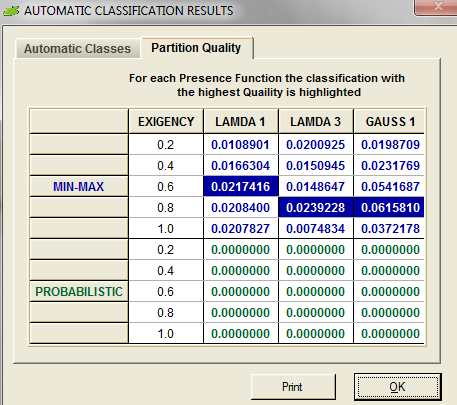 AUTOMATIC CLASSIFICATION RESULTS
Automatic Classes Partition Quality
For each Presence Function the classification with
the highest Quality is highlighted
EXIGENCY LAMDA 1 LAMDA 3 GAUSS 1
0.2 0.0108901 0.0200925 0.0198709
0.4 0.0166304 0.0150945 0.0231769
MIN-MAX 0.6 0.0217416 0.0148647 0.0541687
0.8 0.0208400 0.0239228 0.0615810
1.0 0.0207827 0.0074834 0.0372178
0.2 0.0000000 0.0000000 0.0000000
0.4 0.0000000 0.0000000 0.0000000
PROBABILISTIC 0.6 0.0000000 0.0000000 0.0000000
0.8 0.0000000 0.0000000 0.0000000
1.0 0.0000000 0.0000000 0.0000000
Print OK